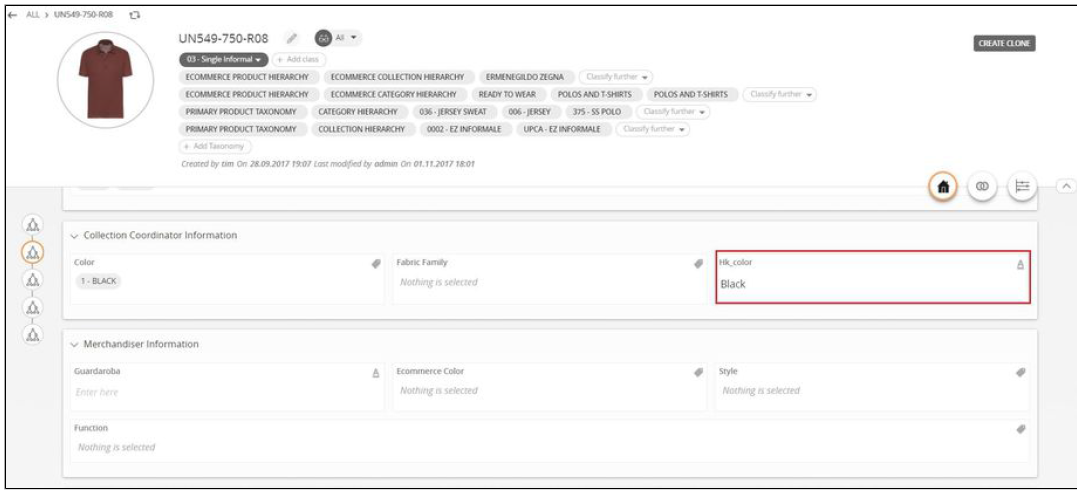 ← ALL > UN549-750-R08
UN549-750-R08 All
CREATE CLONE
03 - Single Informal + Add class
ECOMMERCE PRODUCT HIERARCHY ECOMMERCE COLLECTION HIERARCHY ERMENEGILDO ZEGNA Classify further
ECOMMERCE PRODUCT HIERARCHY ECOMMERCE CATEGORY HIERARCHY READY TO WEAR POLOS AND T-SHIRTS POLOS AND T-SHIRTS Classify further
PRIMARY PRODUCT TAXONOMY CATEGORY HIERARCHY 036 - JERSEY SWEAT 006 - JERSEY 375 - SS POLO Classify further
PRIMARY PRODUCT TAXONOMY COLLECTION HIERARCHY 0002 - EZ INFORMALE UPCA - EZ INFORMALE Classify further
+ Add Taxonomy
Created by tim On 28.09.2017 19:07 Last modified by admin On 01.11.2017 18:01
Collection Coordinator Information
Color Fabric Family Hk_color
1 - BLACK Nothing is selected Black
Merchandiser Information
Guardaroba Ecommerce Color Style
Enter here Nothing is selected Nothing is selected
Function
Nothing is selected